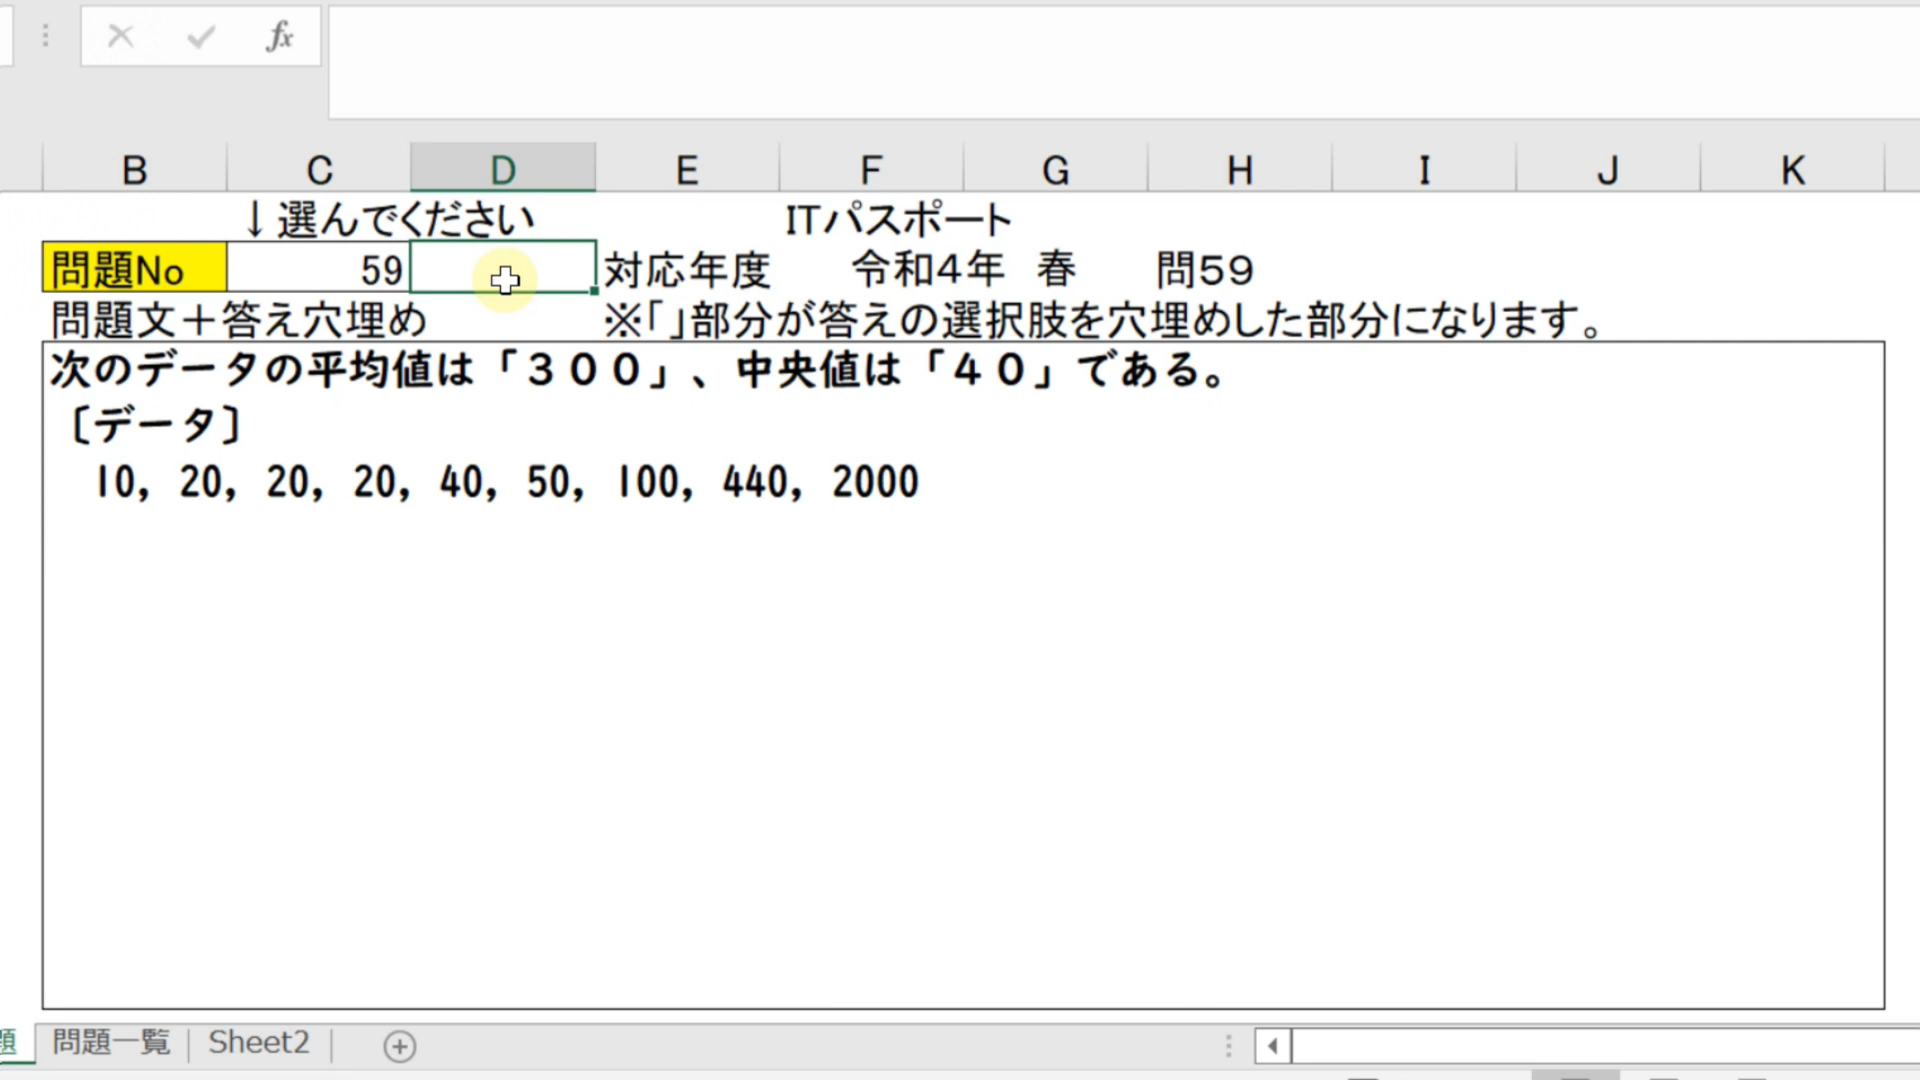 fx
B C D E F G H I J K
↓選んでください ITパスポート
問題No 59 対応年度 令和4年 春 問59
問題文＋答え穴埋め ※｢｣部分が答えの選択肢を穴埋めした部分になります。
次のデータの平均値は「３００」、中央値は「４０」である。
〔データ〕
10, 20, 20, 20, 40, 50, 100, 440, 2000
題 問題一覧 Sheet2